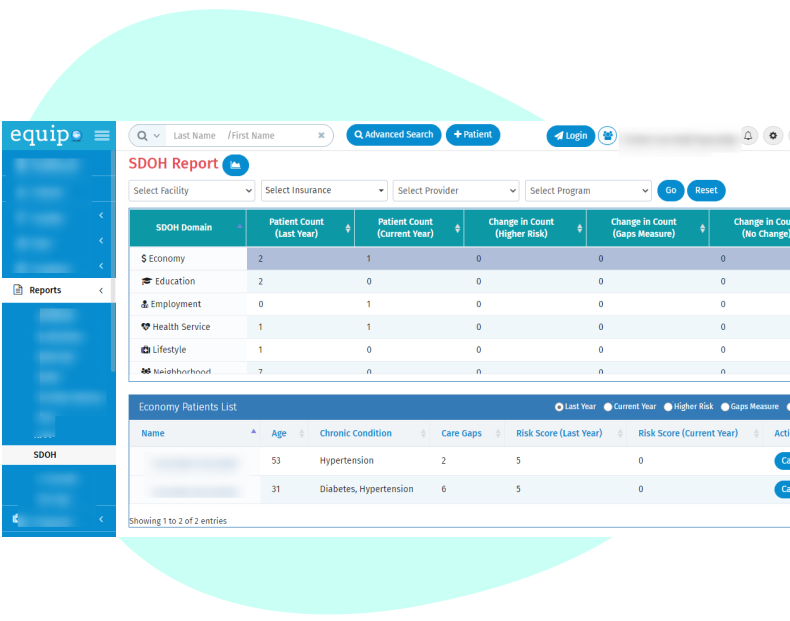 equip
Last Name /First Name
Advanced Search
Patient
Login
SDOH Report
Select Facility
Select Insurance
Select Provider
Select Program
Go
Reset
SDOH Domain
Patient Count (Last Year)
Patient Count (Current Year)
Change in Count (Higher Risk)
Change in Count (Gaps Measure)
Change in Cou (No Change)
$ Economy 2 1 0 0 0
Education 2 0 0 0 0
Employment 0 1 0 0 0
Health Service 1 1 0 0 0
Lifestyle 1 0 0 0 0
Neighborhood 7 0 0 0 0
Reports
SDOH
Economy Patients List
Last Year
Current Year
Higher Risk
Gaps Measure
Name
Age
Chronic Condition
Care Gaps
Risk Score (Last Year)
Risk Score (Current Year)
Acti
53 Hypertension 2 5 0 Ca
31 Diabetes, Hypertension 6 5 0 Ca
Showing 1 to 2 of 2 entries